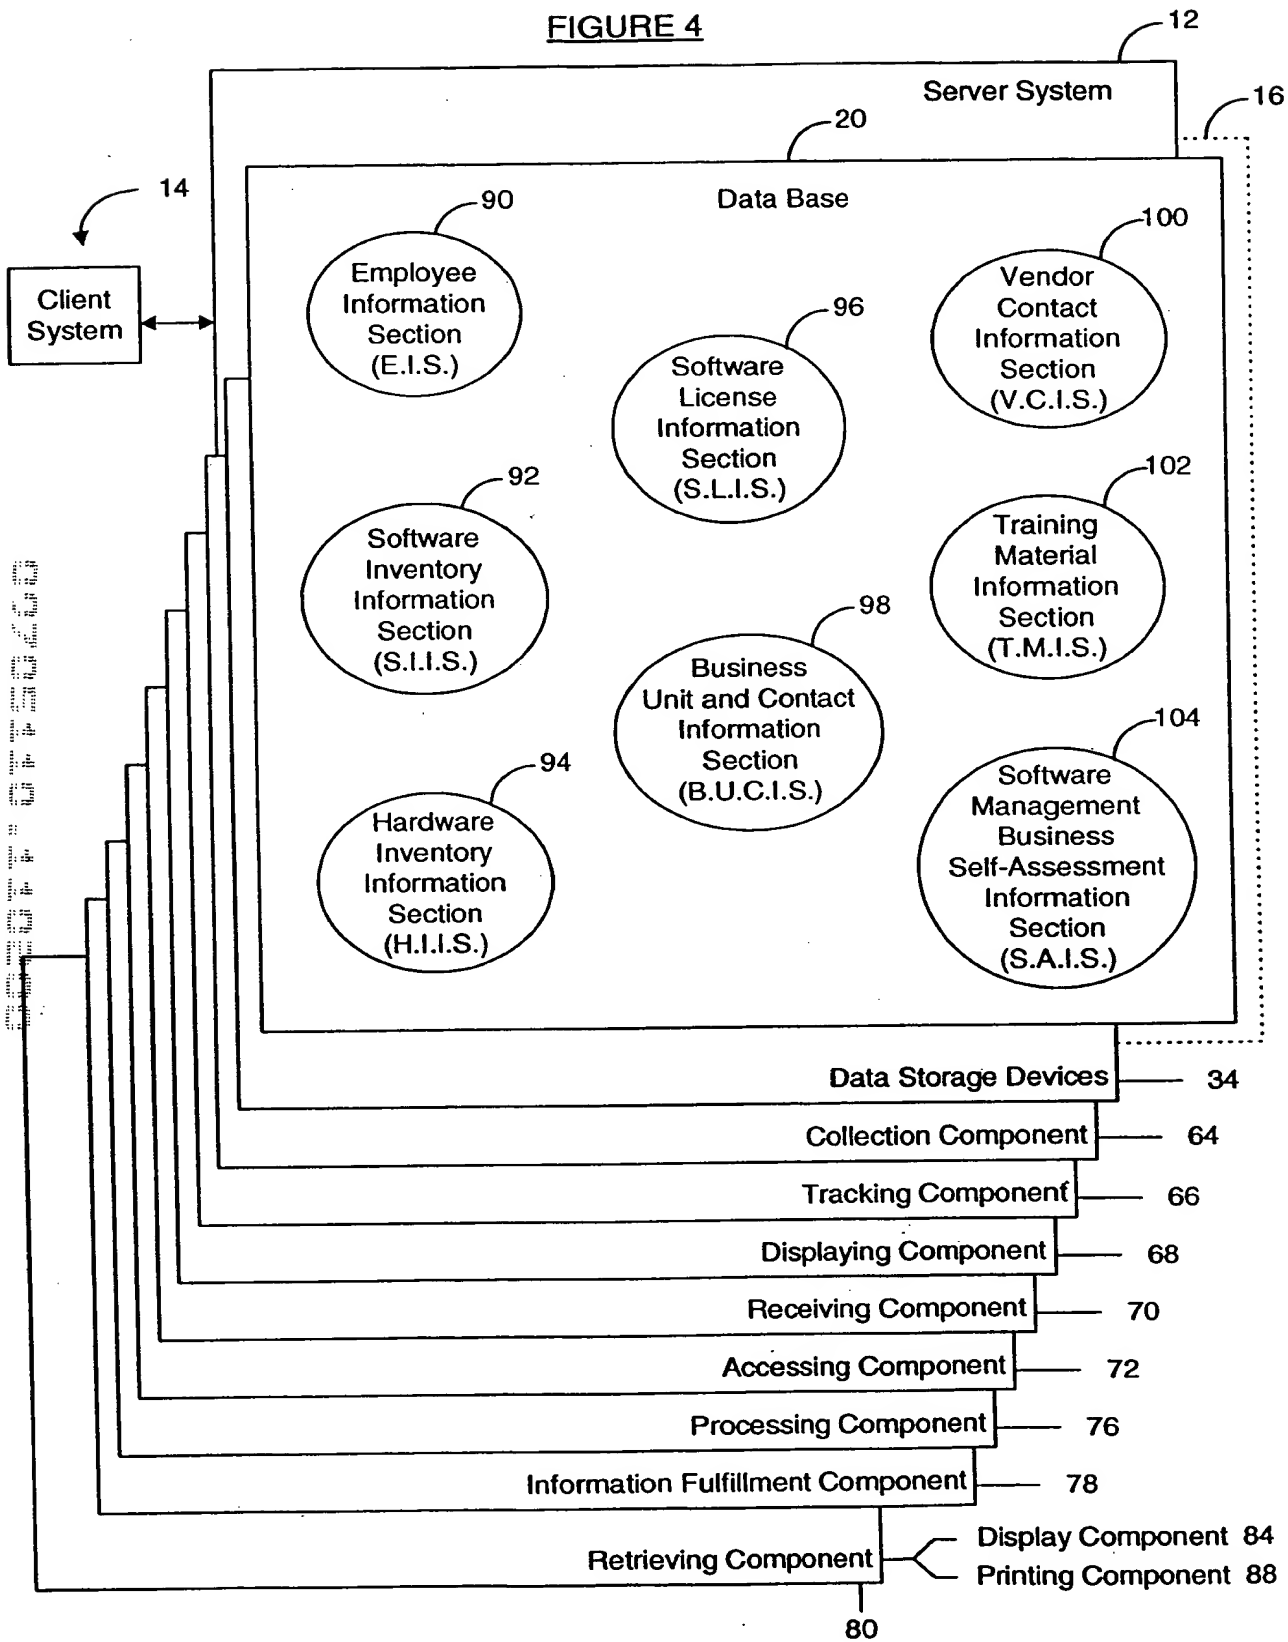 FIGURE 4
12
Server System
16
20
Data Base
14
Client
System
90
Employee
Information
Section
(E.I.S.)
96
Software
License
Information
Section
(S.L.I.S.)
100
Vendor
Contact
Information
Section
(V.C.I.S.)
92
Software
Inventory
Information
Section
(S.I.I.S.)
98
Business
Unit and Contact
Information
Section
(B.U.C.I.S.)
102
Training
Material
Information
Section
(T.M.I.S.)
94
Hardware
Inventory
Information
Section
(H.I.I.S.)
104
Software
Management
Business
Self-Assessment
Information
Section
(S.A.I.S.)
Data Storage Devices 34
Collection Component 64
Tracking Component 66
Displaying Component 68
Receiving Component 70
Accessing Component 72
Processing Component 76
Information Fulfillment Component 78
Retrieving Component
Display Component 84
Printing Component 88
80